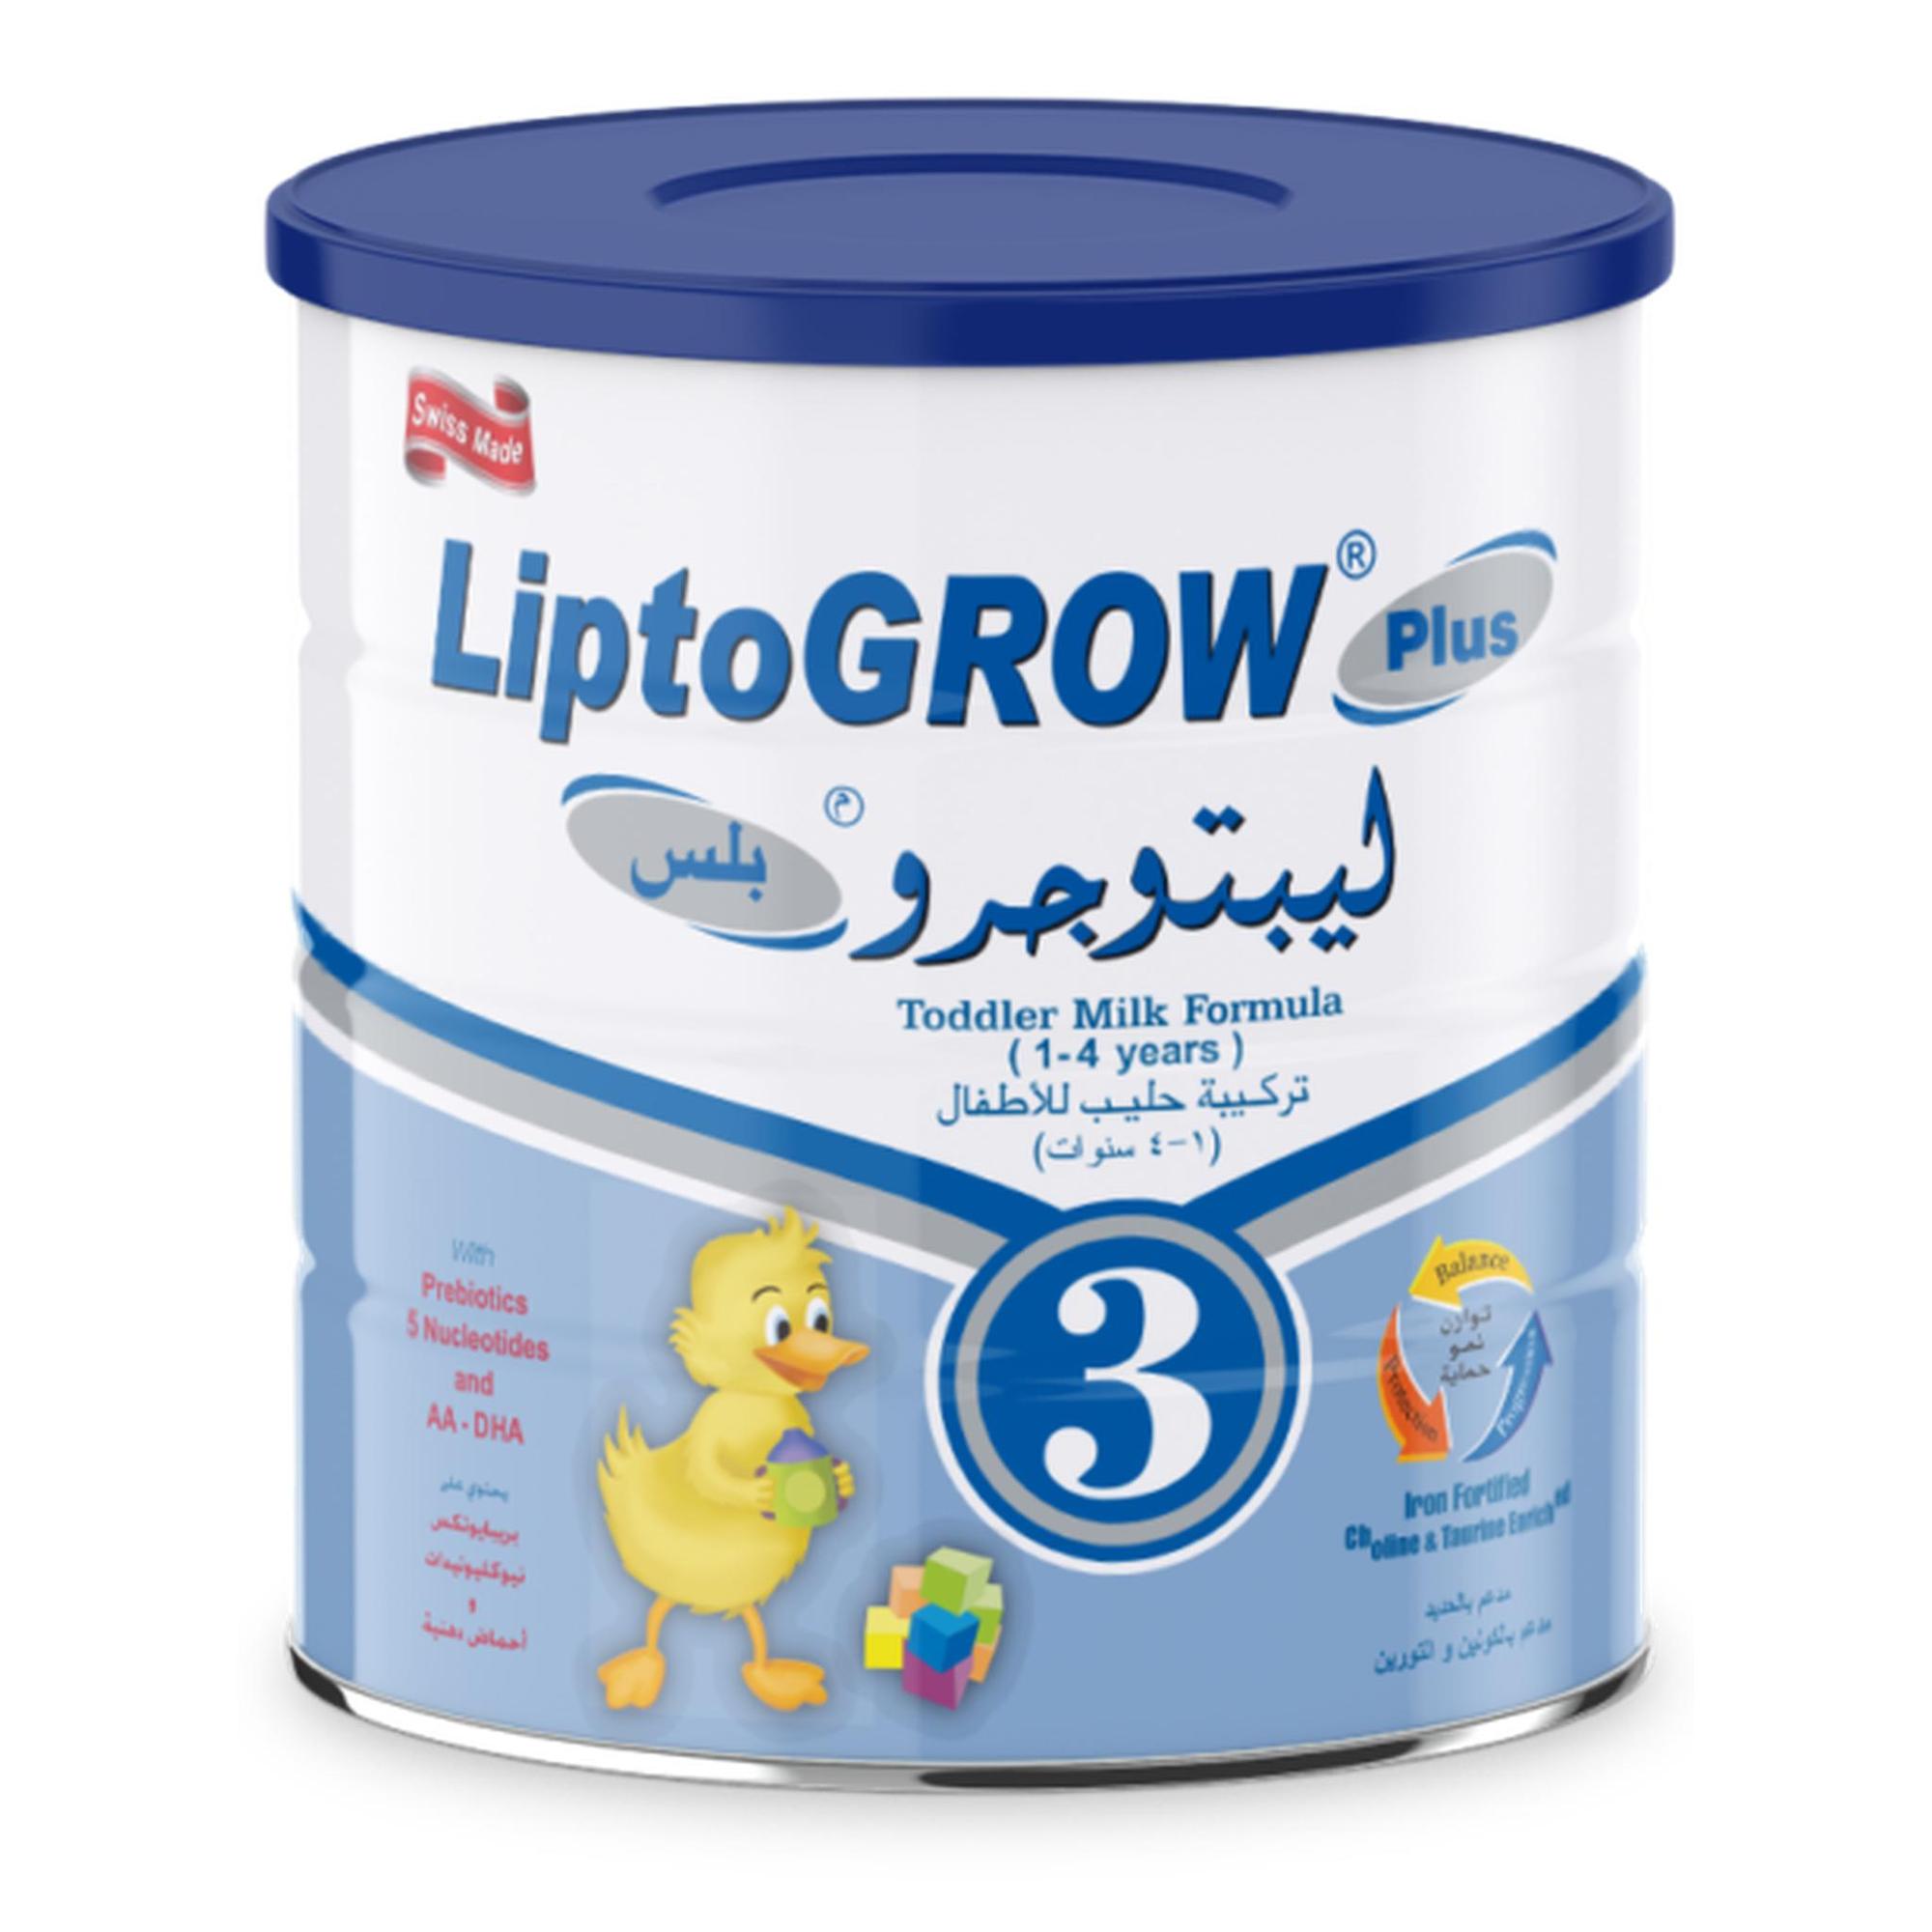 Swiss Made
LiptoGROW® Plus
ليبتوجرو م بلس
Toddler Milk Formula
( 1-4 years )
تركيبة حليب للأطفال
(١-٤ سنوات)
With
Prebiotics
5 Nucleotides
and
AA - DHA
يحتوي على
بريبايوتكس
نيوكليوتيدات
و
أحماض دهنية
3
Balance
Protection
Progression
توازن
نمو
حماية
Iron Fortified
Choline & Taurine Enriched
مدعم بالحديد
مدعم بالكولين و التورين